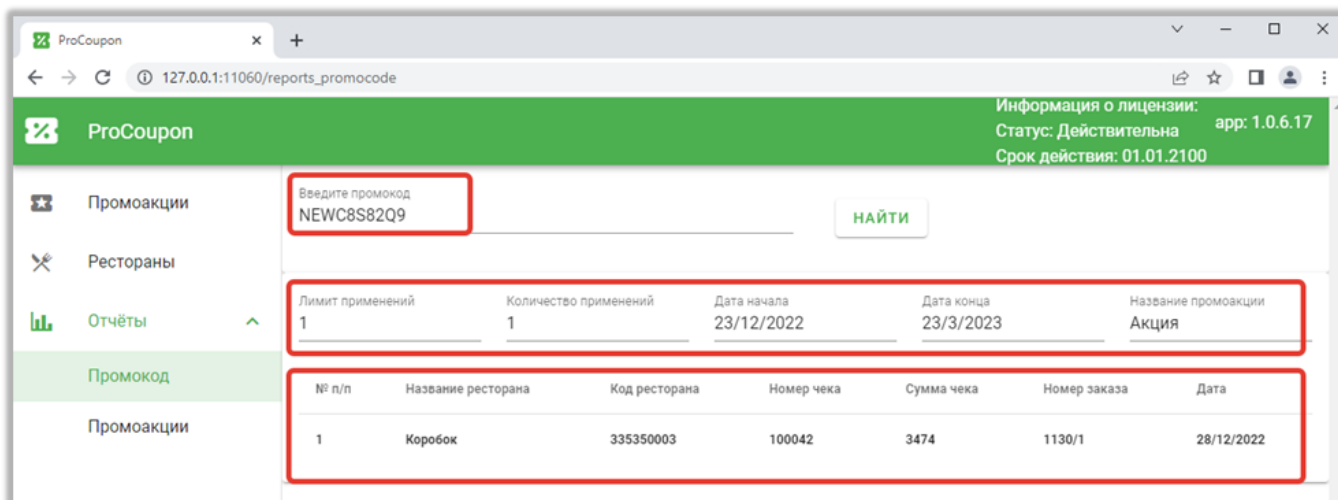 ProCoupon
127.0.0.1:11060/reports_promocode
ProCoupon
Информация о лицензии:
Статус: Действительна
Срок действия: 01.01.2100
app: 1.0.6.17
Промоакции
Рестораны
Отчёты
Промокод
Промоакции
Введите промокод
NEWC8S82Q9
НАЙТИ
Лимит применений Количество применений Дата начала Дата конца Название промоакции
1 1 23/12/2022 23/3/2023 Акция
№ п/п Название ресторана Код ресторана Номер чека Сумма чека Номер заказа Дата
1 Коробок 335350003 100042 3474 1130/1 28/12/2022